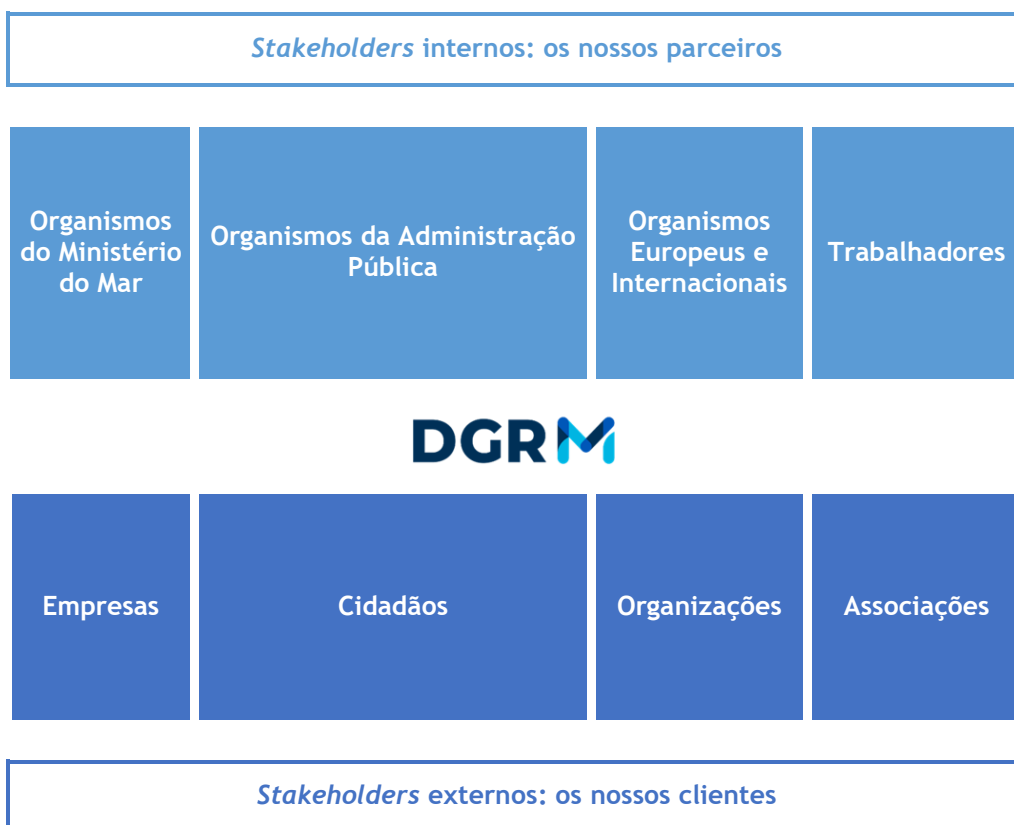 Stakeholders internos: os nossos parceiros
Organismos
do Ministério
do Mar
Organismos da Administração
Pública
Organismos
Europeus e
Internacionais
Trabalhadores
DGRM
Empresas
Cidadãos
Organizações
Associações
Stakeholders externos: os nossos clientes